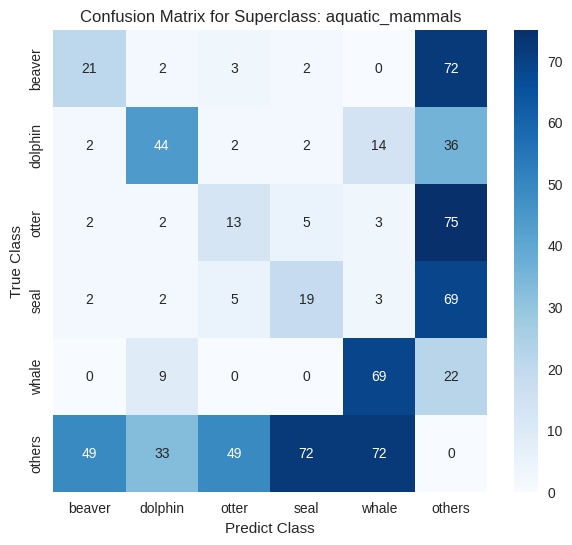 Confusion Matrix for Superclass: aquatic_mammals
beaver 21 2 3 2 0 72
dolphin 2 44 2 2 14 36
otter 2 2 13 5 3 75
seal 2 2 5 19 3 69
whale 0 9 0 0 69 22
others 49 33 49 72 72 0
beaver dolphin otter seal whale others
Predict Class
True Class
70
60
50
40
30
20
10
0